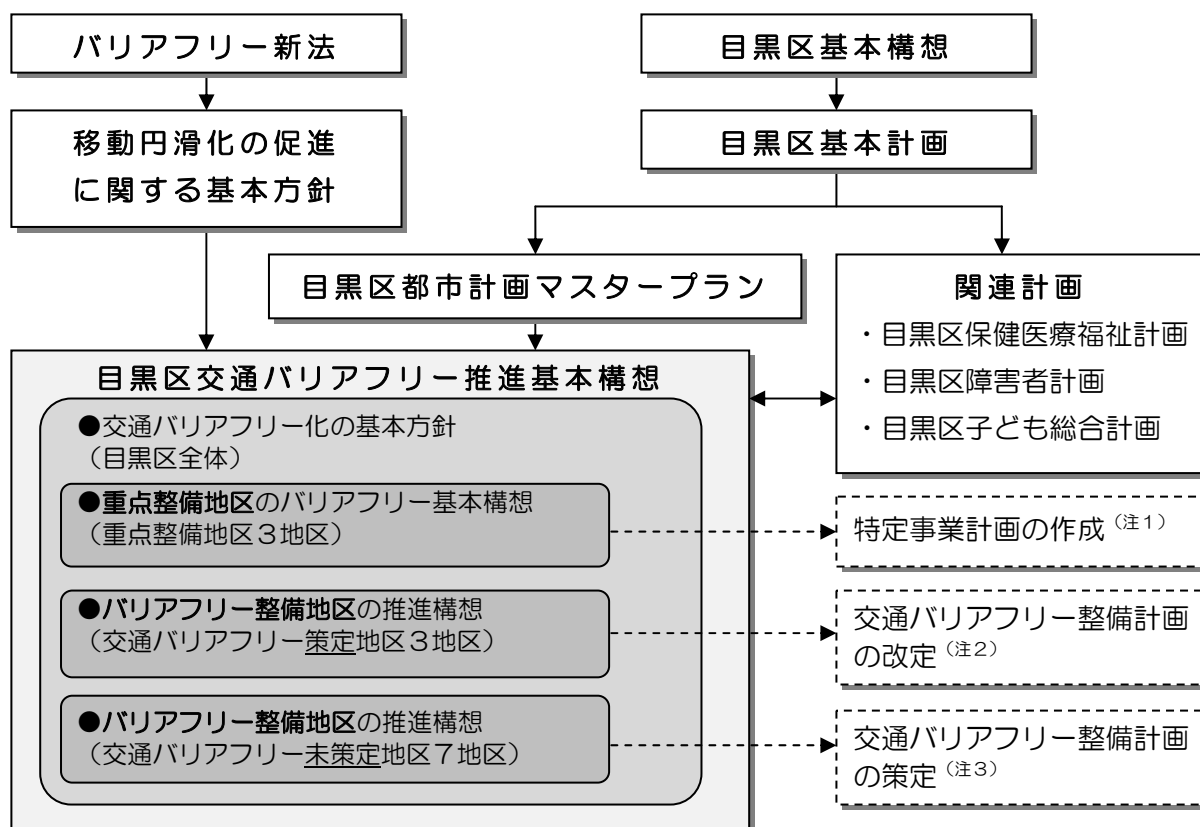 バリアフリー新法
目黒区基本構想
移動円滑化の促進
に関する基本方針
目黒区基本計画
目黒区都市計画マスタープラン
関連計画
・目黒区保健医療福祉計画
・目黒区障害者計画
・目黒区子ども総合計画
目黒区交通バリアフリー推進基本構想
●交通バリアフリー化の基本方針
（目黒区全体）
●重点整備地区のバリアフリー基本構想
（重点整備地区３地区）
特定事業計画の作成（注１）
●バリアフリー整備地区の推進構想
（交通バリアフリー策定地区３地区）
交通バリアフリー整備計画
の改定（注２）
●バリアフリー整備地区の推進構想
（交通バリアフリー未策定地区７地区）
交通バリアフリー整備計画
の策定（注３）